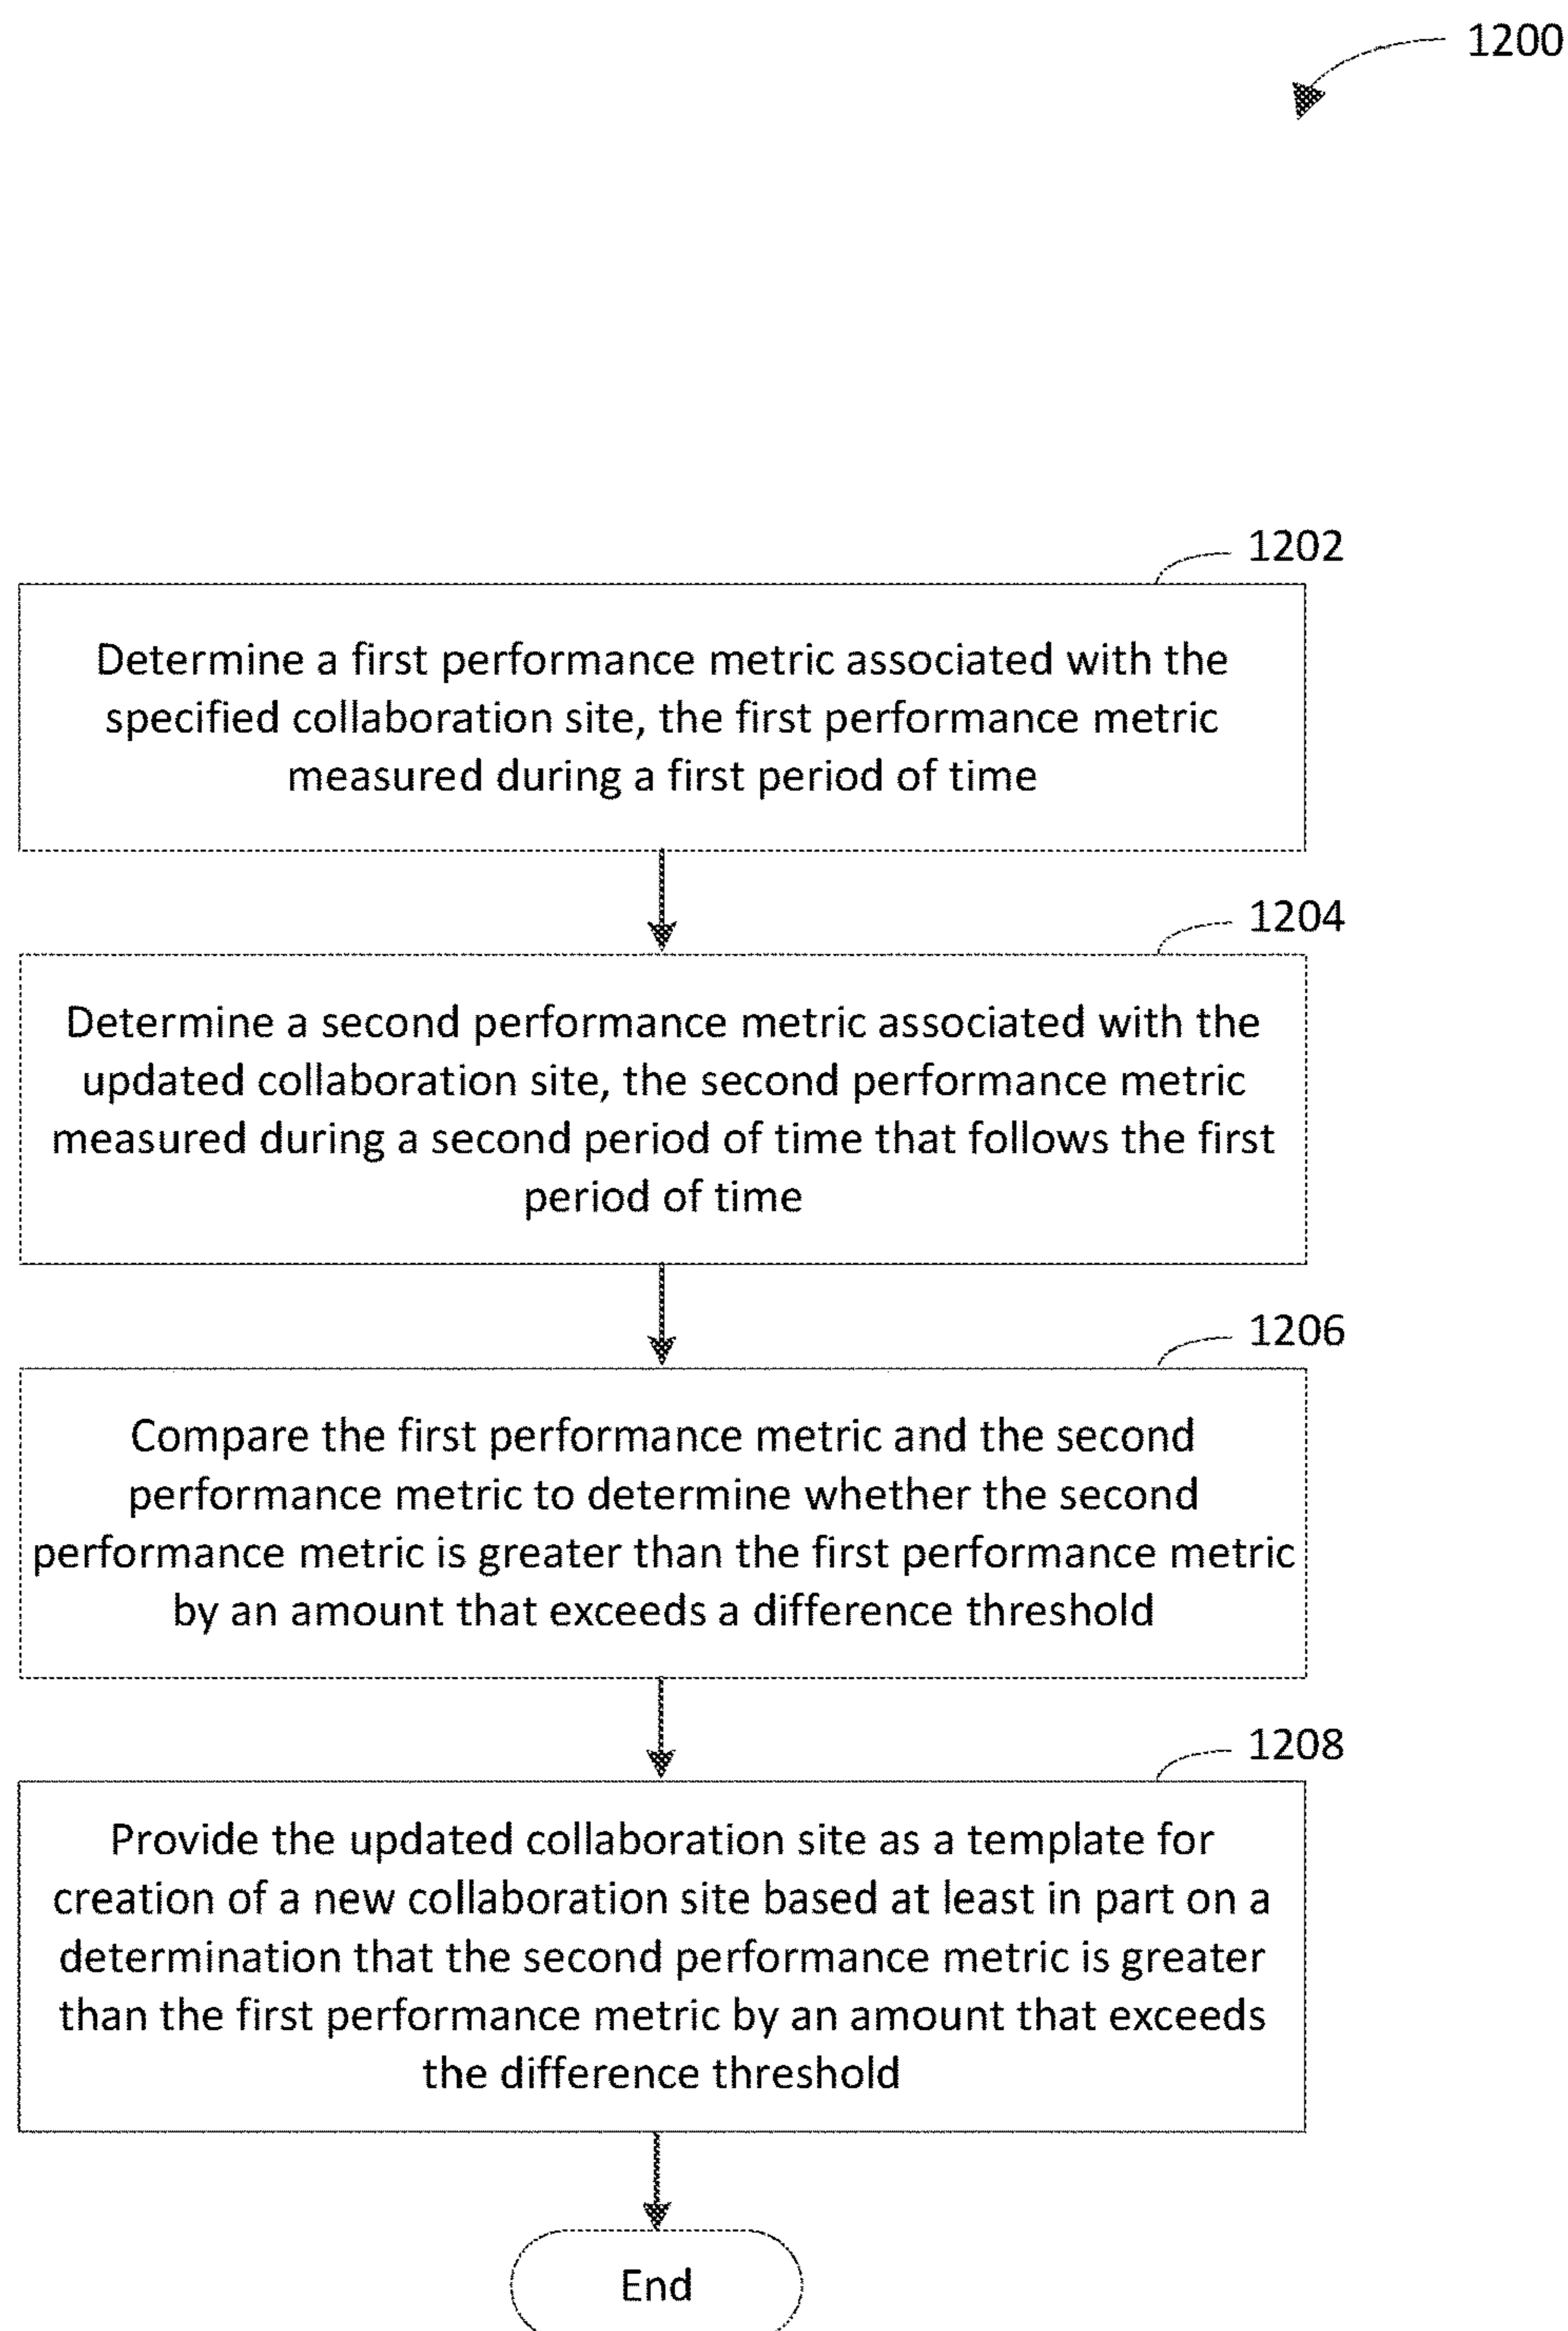 1200
1202
Determine a first performance metric associated with the
specified collaboration site, the first performance metric
measured during a first period of time
1204
Determine a second performance metric associated with the
updated collaboration site, the second performance metric
measured during a second period of time that follows the first
period of time
1206
Compare the first performance metric and the second
performance metric to determine whether the second
performance metric is greater than the first performance metric
by an amount that exceeds a difference threshold
1208
Provide the updated collaboration site as a template for
creation of a new collaboration site based at least in part on a
determination that the second performance metric is greater
than the first performance metric by an amount that exceeds
the difference threshold
End